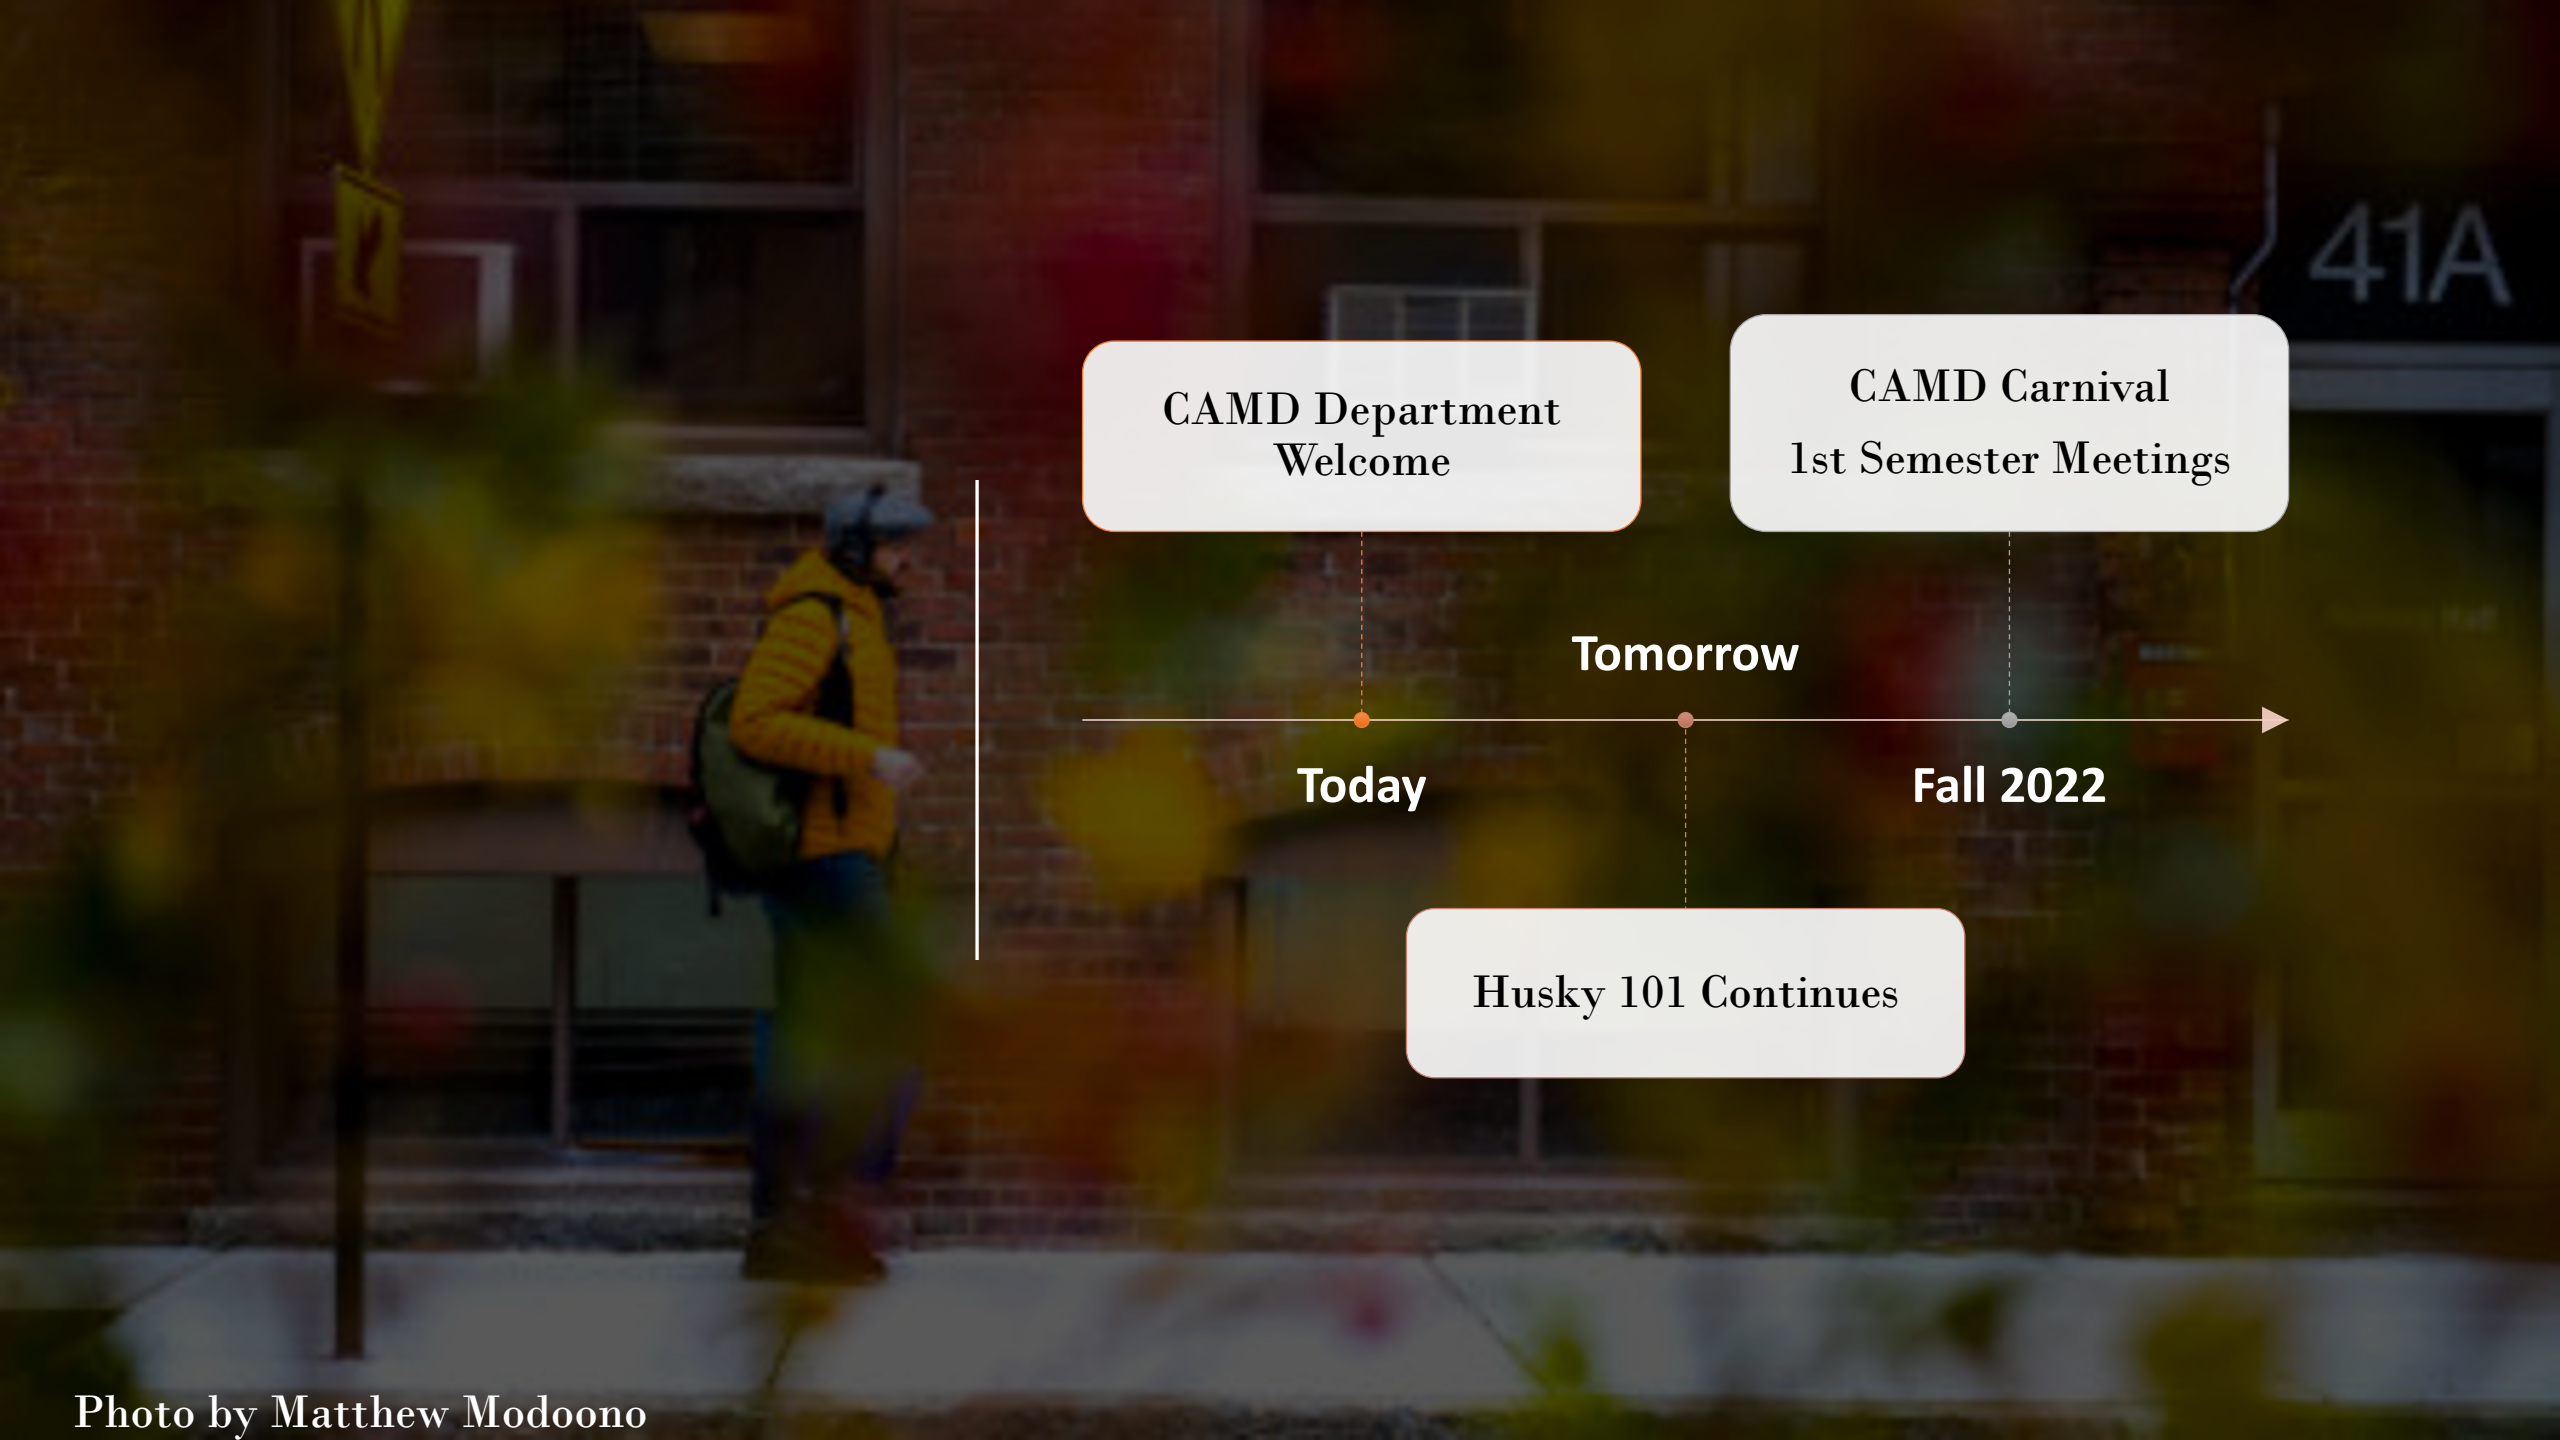 41A
CAMD Department
Welcome
CAMD Carnival
1st Semester Meetings
Tomorrow
Today
Fall 2022
Husky 101 Continues
Photo by Matthew Modoono